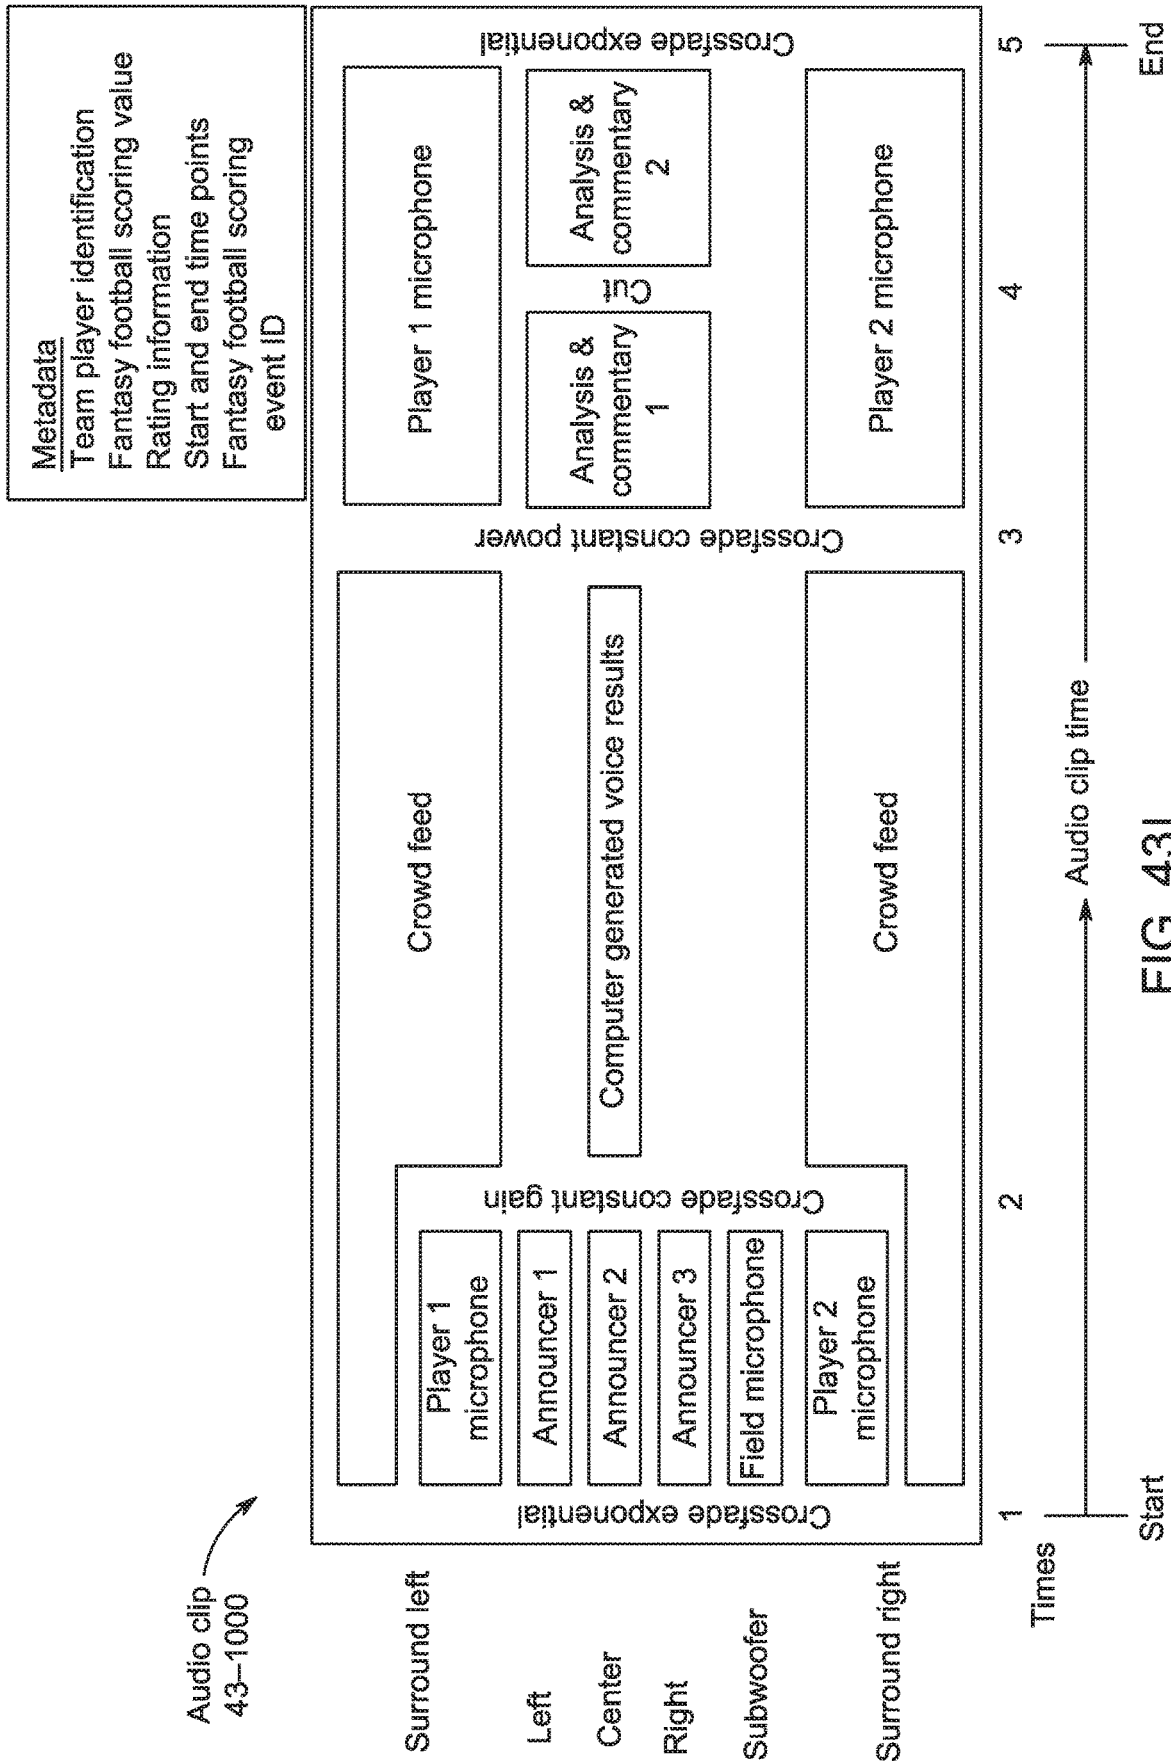 Audio clip
43–1000
Metadata
Team player identification
Fantasy football scoring value
Rating information
Start and end time points
Fantasy football scoring
event ID
Surround left
Left
Center
Right
Subwoofer
Surround right
Crossfade exponential
Player 1
microphone
Announcer 1
Announcer 2
Announcer 3
Field microphone
Player 2
microphone
Crossfade constant gain
Crowd feed
Computer generated voice results
Crowd feed
Crossfade constant power
Player 1 microphone
Analysis &
commentary
1
Cut
Analysis &
commentary
2
Player 2 microphone
Crossfade exponential
Times
1
2
3
4
5
Start
Audio clip time
End
FIG. 43I